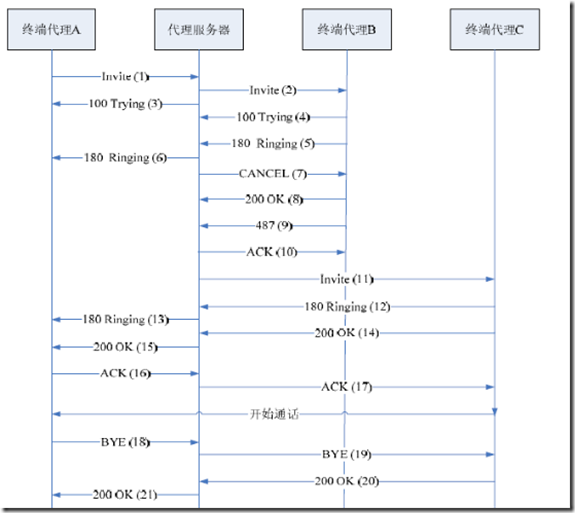 终端代理A
代理服务器
终端代理B
终端代理C
Invite (1)
Invite (2)
100 Trying (3)
100 Trying (4)
180 Ringing (5)
180 Ringing (6)
CANCEL (7)
200 OK (8)
487 (9)
ACK (10)
Invite (11)
180 Ringing (12)
180 Ringing (13)
200 OK (14)
200 OK (15)
ACK (16)
ACK (17)
开始通话
BYE (18)
BYE (19)
200 OK (20)
200 OK (21)